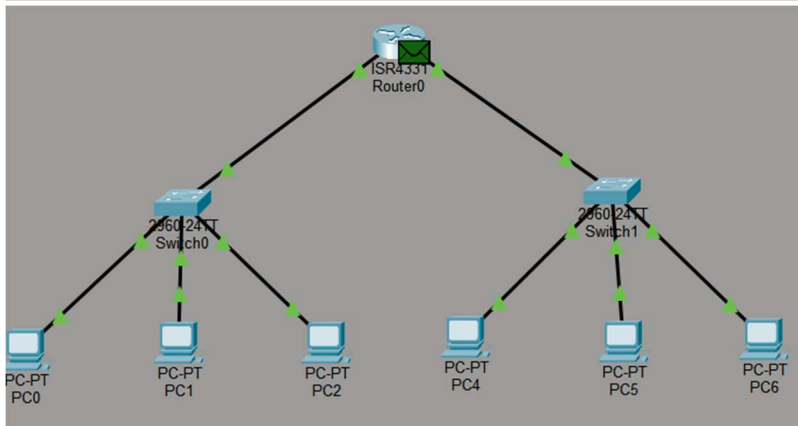 ISR4331
Router0
2960-24TT
Switch0
2960-24TT
Switch1
PC-PT
PC0
PC-PT
PC1
PC-PT
PC2
PC-PT
PC4
PC-PT
PC5
PC-PT
PC6